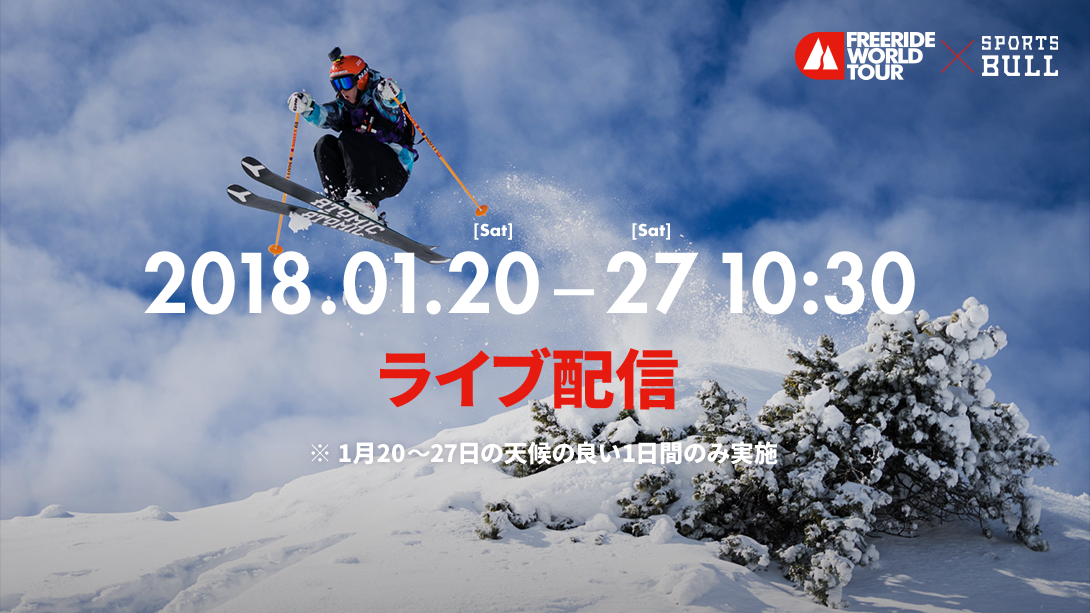 FREERIDE
WORLD
TOUR
SPORTS
BULL
ATOMIC
ATOMIC
[Sat] [Sat]
2018.01.20–27 10:30
ライブ配信
※ 1月20〜27日の天候の良い1日間のみ実施